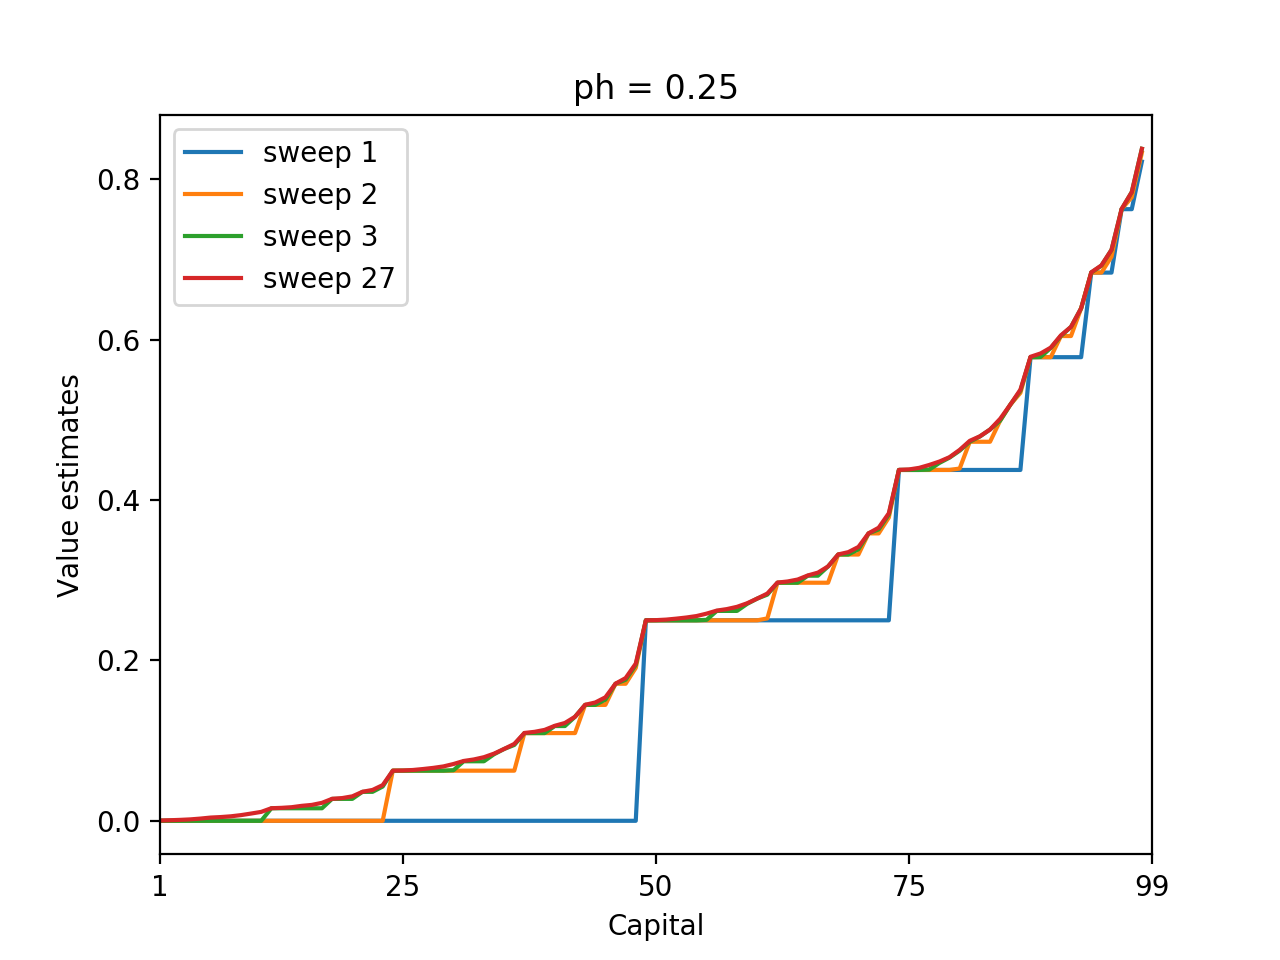 ph = 0.25
sweep 1
sweep 2
sweep 3
sweep 27
Value estimates
0.8
0.6
0.4
0.2
0.0
1 25 50 75 99
Capital